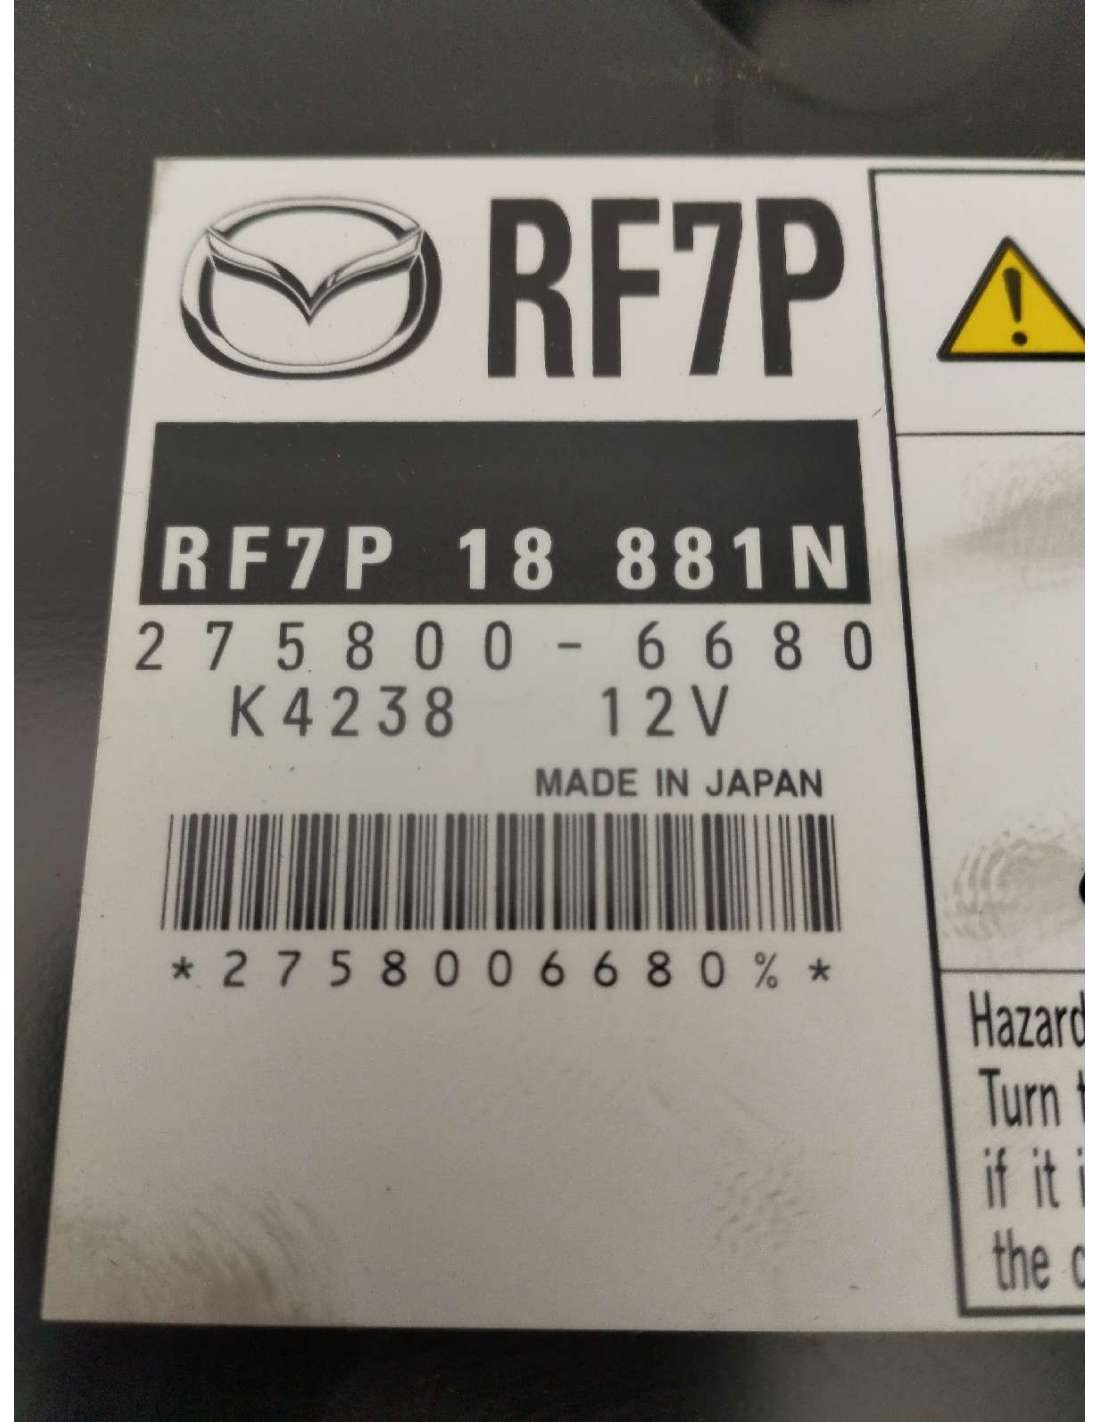 RF7P
RF7P 18 881N
275800-6680
K4238 12V
MADE IN JAPAN
*2758006680%*
Hazard
Turn
if it
the